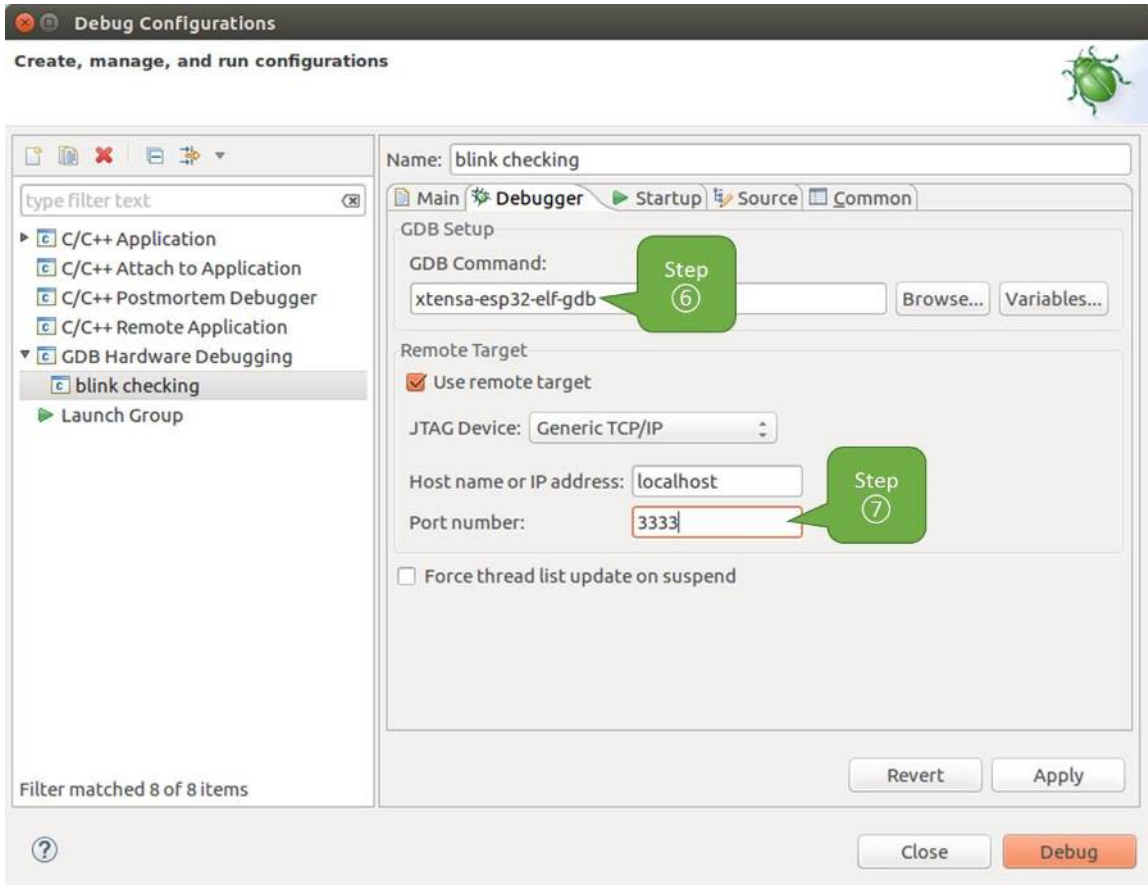 Debug Configurations
Create, manage, and run configurations
type filter text
C/C++ Application
C/C++ Attach to Application
C/C++ Postmortem Debugger
C/C++ Remote Application
GDB Hardware Debugging
blink checking
Launch Group
Filter matched 8 of 8 items
Name: blink checking
Main Debugger Startup Source Common
GDB Setup
GDB Command:
xtensa-esp32-elf-gdb Browse... Variables...
Step
⑥
Remote Target
Use remote target
JTAG Device: Generic TCP/IP
Host name or IP address: localhost
Port number: 3333
Step
⑦
Force thread list update on suspend
Revert Apply
? Close Debug